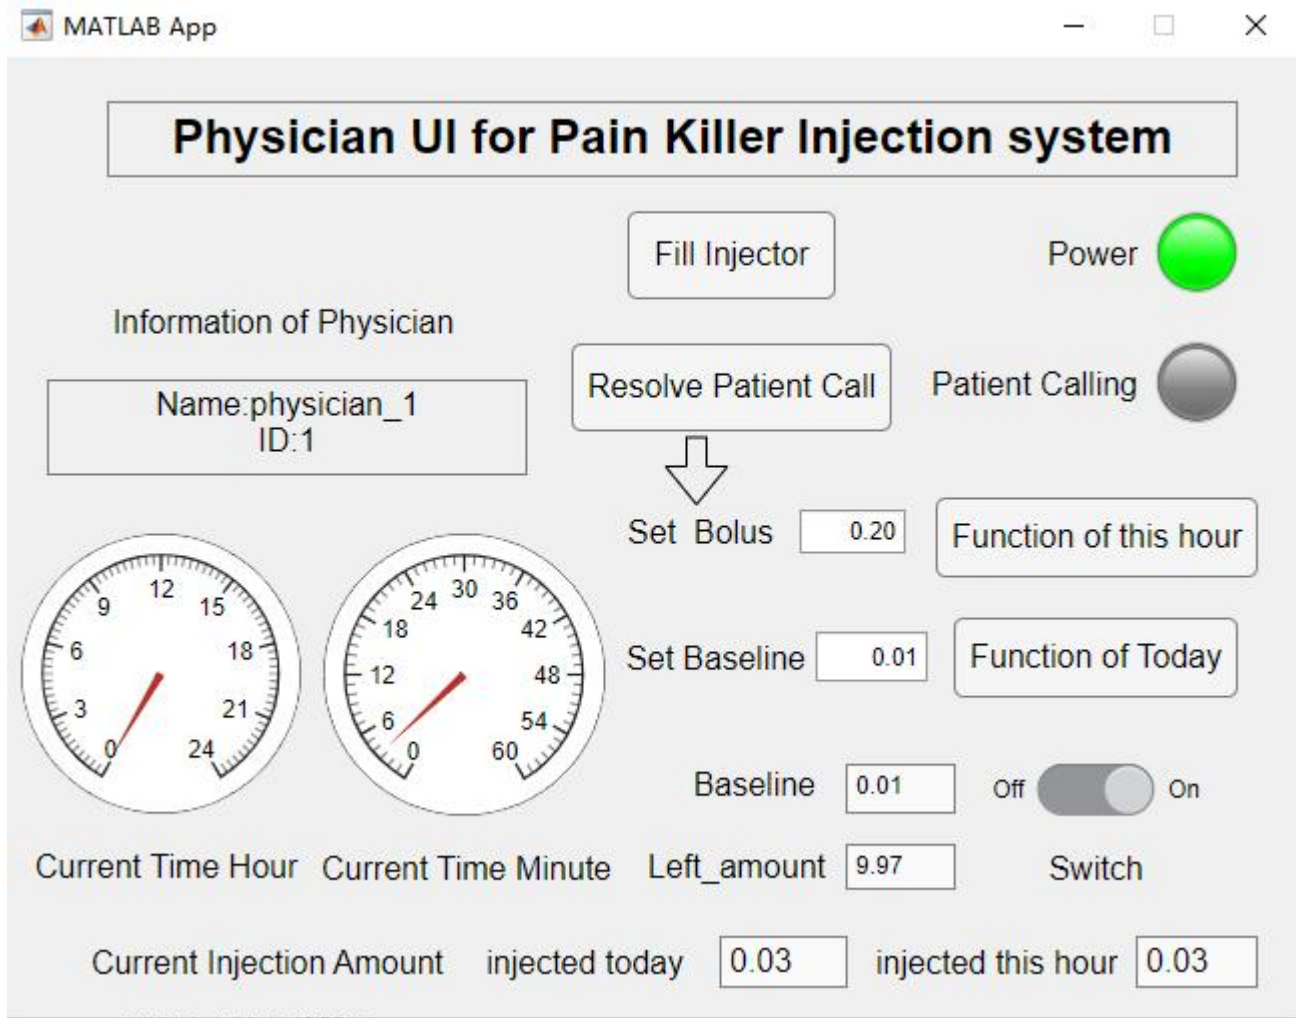 MATLAB App
Physician UI for Pain Killer Injection system
Fill Injector
Power
Information of Physician
Resolve Patient Call
Patient Calling
Name:physician_1
ID:1
Set Bolus
0.20
Function of this hour
0
3
6
9
12
15
18
21
24
0
6
12
18
24
30
36
42
48
54
60
Set Baseline
0.01
Function of Today
Baseline
0.01
Off
On
Current Time Hour
Current Time Minute
Left_amount
9.97
Switch
Current Injection Amount
injected today
0.03
injected this hour
0.03